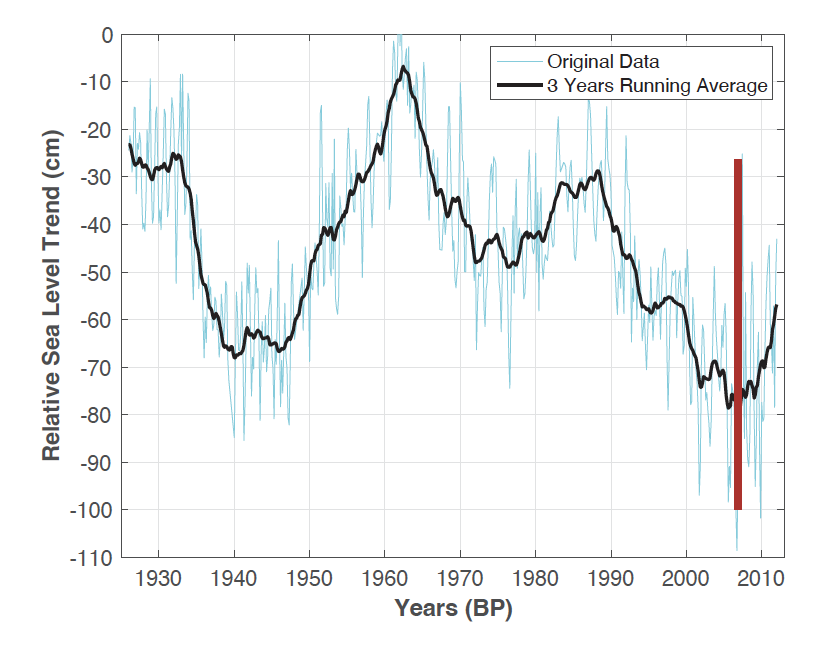 Original Data
3 Years Running Average
Relative Sea Level Trend (cm)
0
-10
-20
-30
-40
-50
-60
-70
-80
-90
-100
-110
1930 1940 1950 1960 1970 1980 1990 2000 2010
Years (BP)